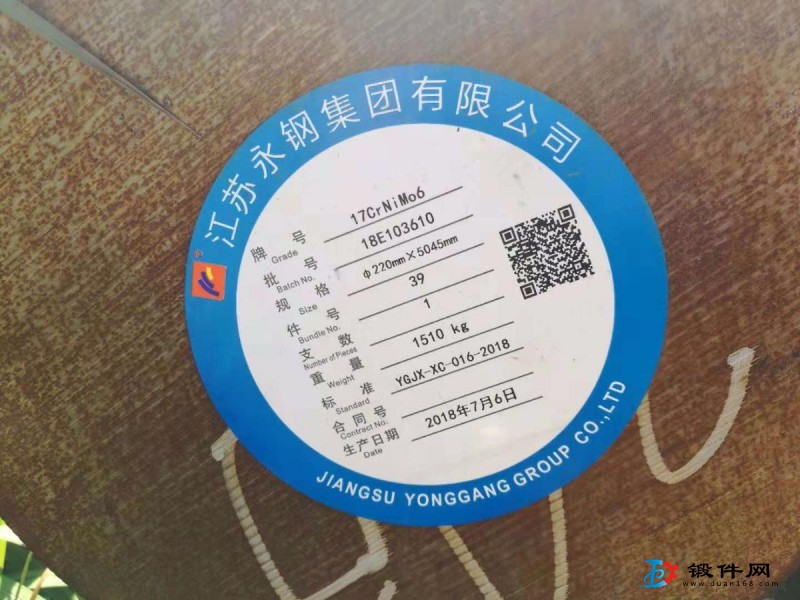 江苏永钢集团有限公司
牌号 17CrNiMo6
Grade
批号 18E103610
Batch No.
规格 φ220mm×5045mm
Size
件号 39
Bundle No.
支数 1
Number of Pieces
重量 1510 kg
Weight
标准 YGJX-XC-016-2018
Standard
合同号
Contract No.
生产日期 2018年7月6日
Date
JIANGSU YONGGANG GROUP CO.,LTD
锻件网
www.duan168.com